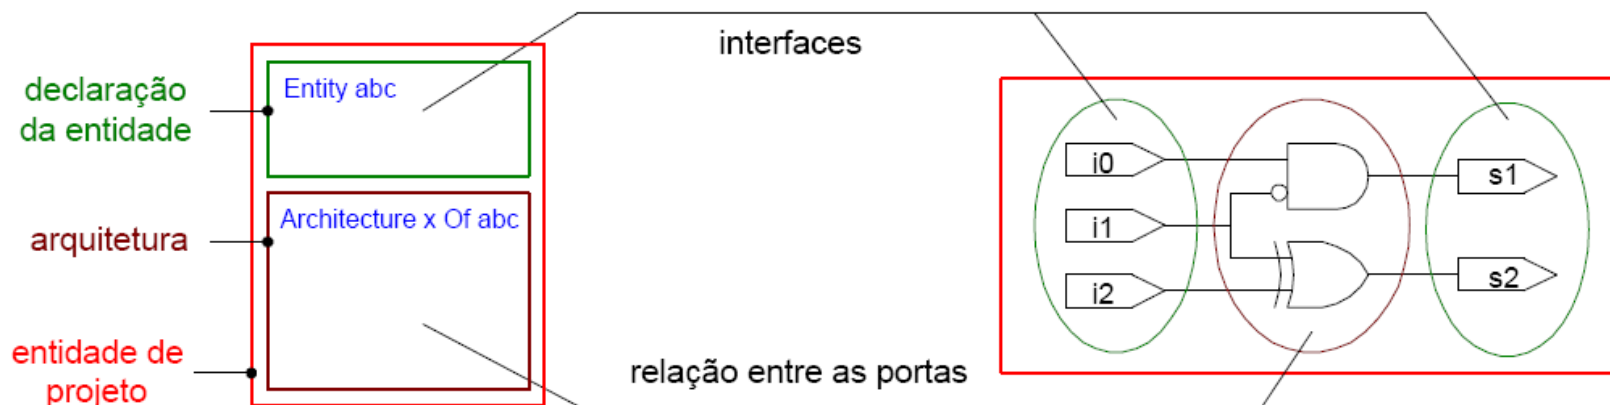 interfaces
declaração
da entidade
Entity abc
i0
s1
Architecture x Of abc
arquitetura
i1
i2
s2
entidade de
projeto
relação entre as portas